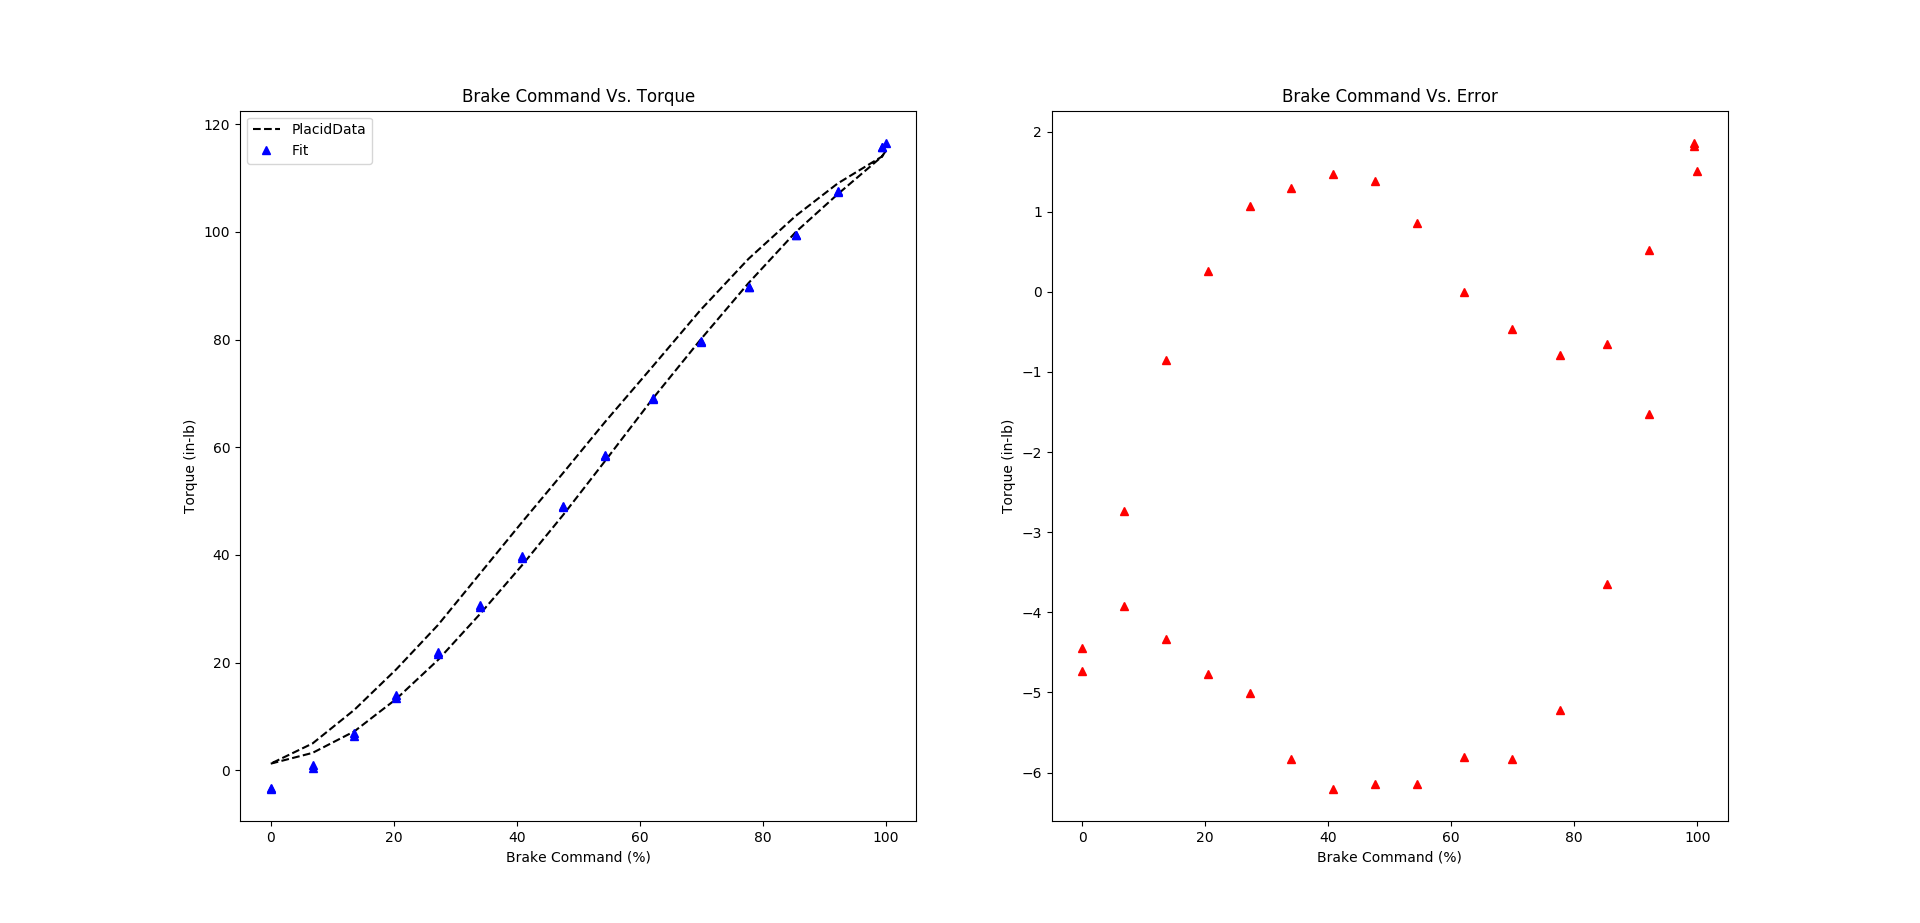 Brake Command Vs. Torque
PlacidData
Fit
120
100
80
60
40
20
0
Torque (in-lb)
0 20 40 60 80 100
Brake Command (%)
Brake Command Vs. Error
2
1
0
−1
−2
−3
−4
−5
−6
Torque (in-lb)
0 20 40 60 80 100
Brake Command (%)